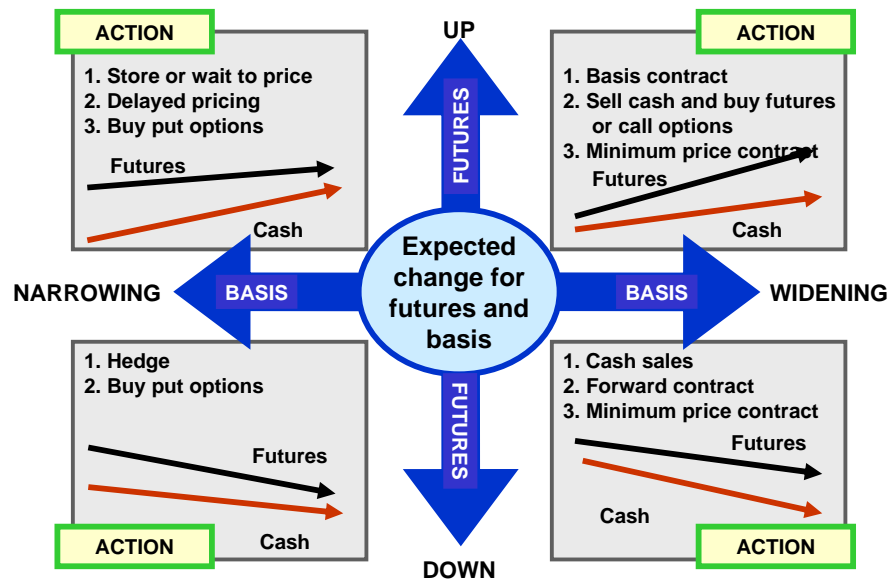 ACTION
1. Store or wait to price
2. Delayed pricing
3. Buy put options
Futures
Cash
UP
FUTURES
ACTION
1. Basis contract
2. Sell cash and buy futures
or call options
3. Minimum price contract
Futures
Cash
NARROWING
BASIS
Expected
change for
futures and
basis
BASIS
WIDENING
1. Hedge
2. Buy put options
Futures
Cash
ACTION
FUTURES
DOWN
1. Cash sales
2. Forward contract
3. Minimum price contract
Futures
Cash
ACTION